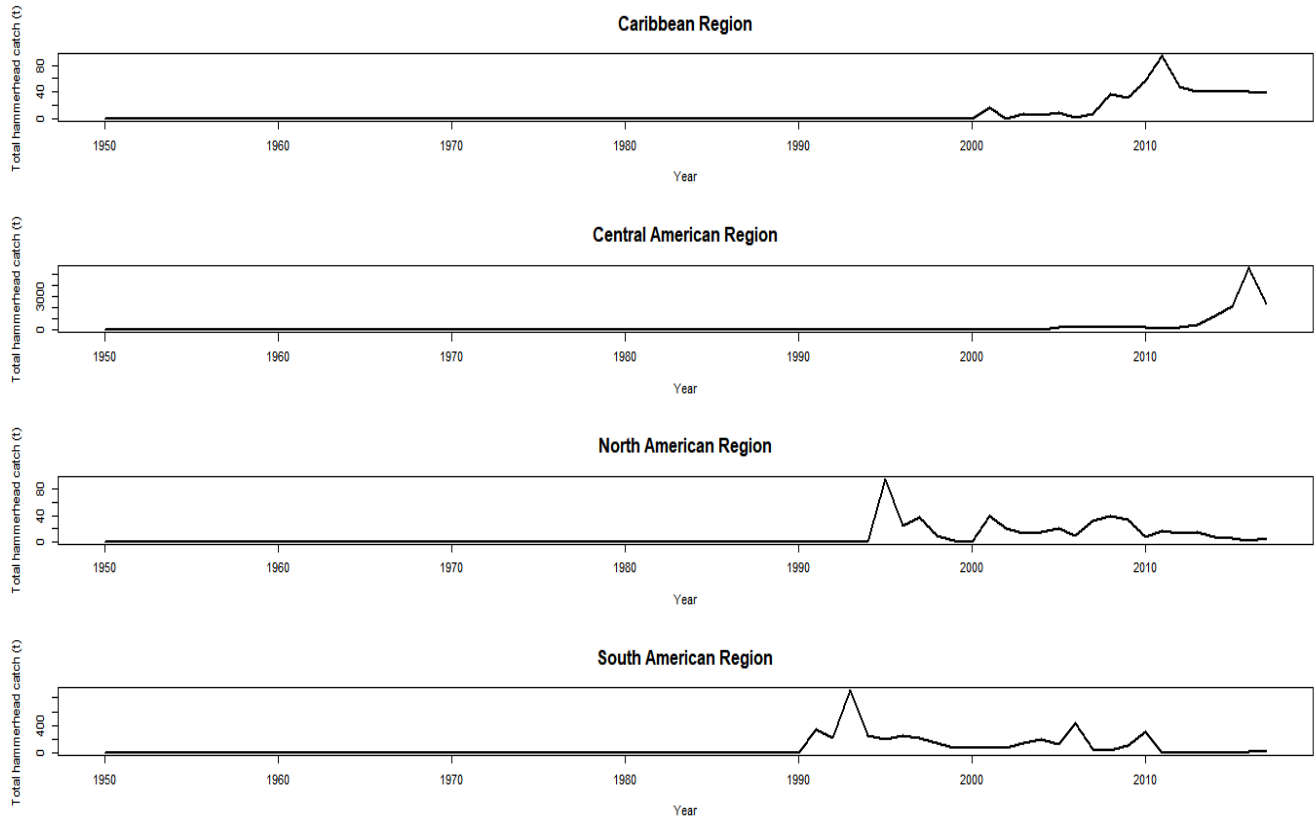 Caribbean Region
Total hammerhead catch (t)
80
40
0
1950 1960 1970 1980 1990 2000 2010
Year
Central American Region
Total hammerhead catch (t)
3000
0
1950 1960 1970 1980 1990 2000 2010
Year
North American Region
Total hammerhead catch (t)
80
40
0
1950 1960 1970 1980 1990 2000 2010
Year
South American Region
Total hammerhead catch (t)
400
0
1950 1960 1970 1980 1990 2000 2010
Year